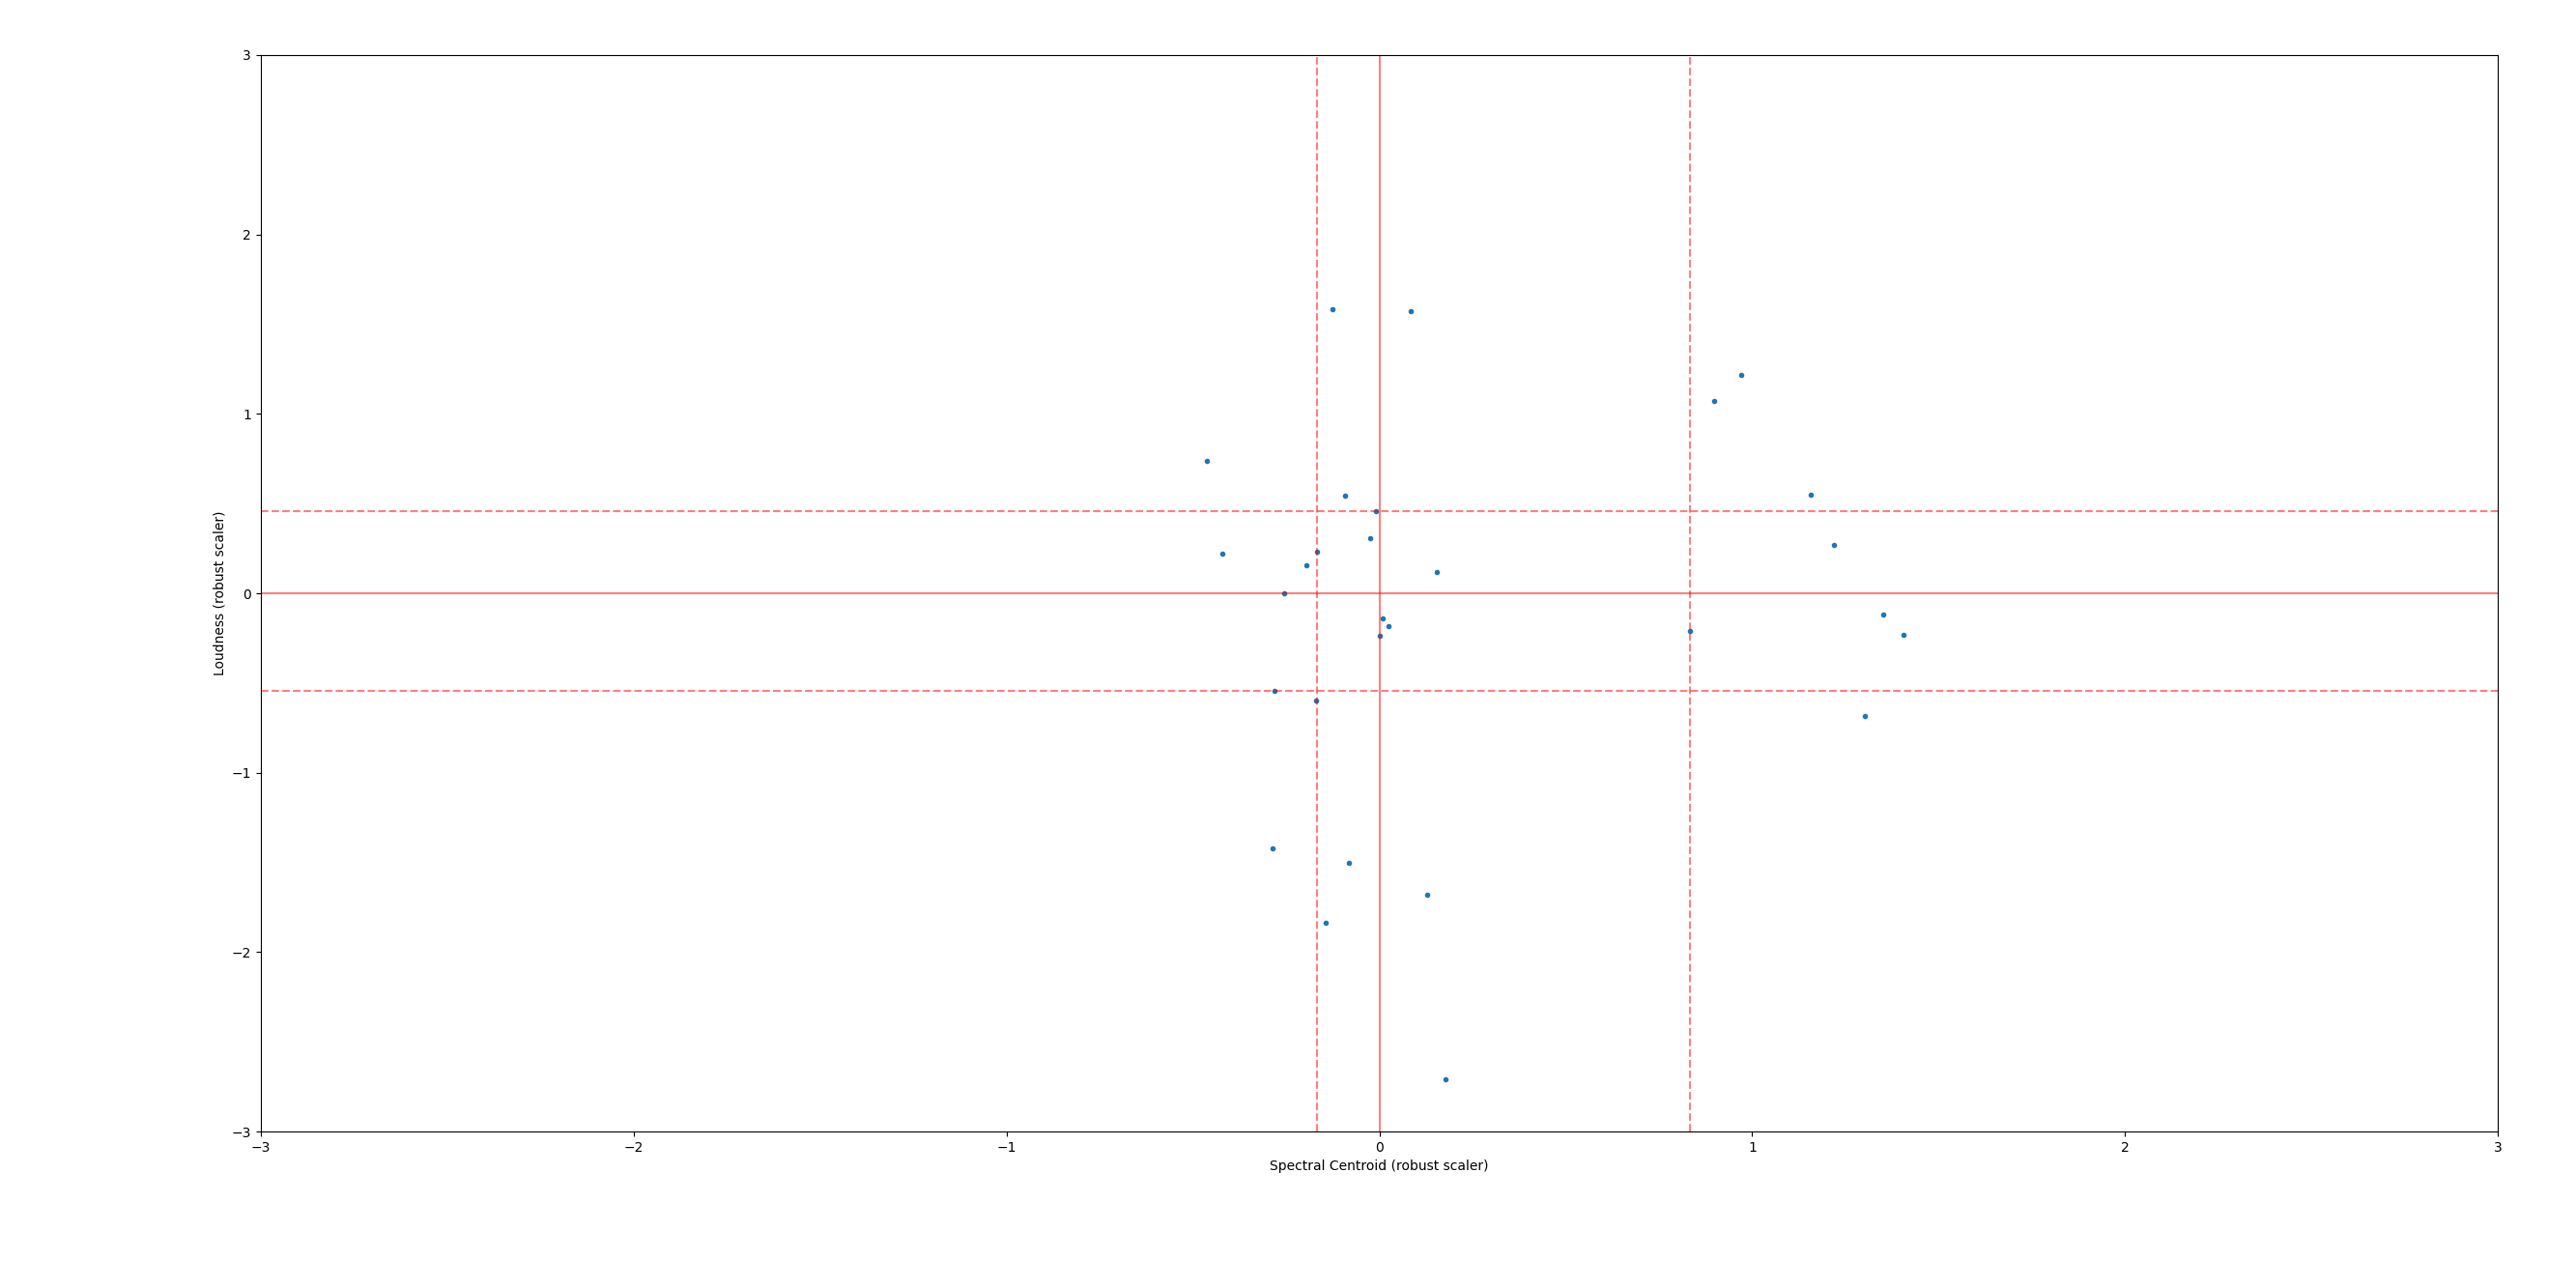 3
2
1
0
−1
−2
−3
Loudness (robust scaler)
−3 −2 −1 0 1 2 3
Spectral Centroid (robust scaler)